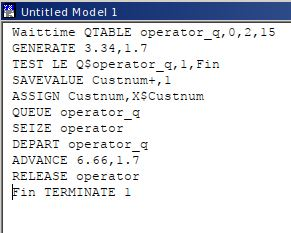 Untitled Model 1
Waittime QTABLE operator_q,0,2,15
GENERATE 3.34,1.7
TEST LE Q$operator_q,1,Fin
SAVEVALUE Custnum+,1
ASSIGN Custnum,X$Custnum
QUEUE operator_q
SEIZE operator
DEPART operator_q
ADVANCE 6.66,1.7
RELEASE operator
Fin TERMINATE 1